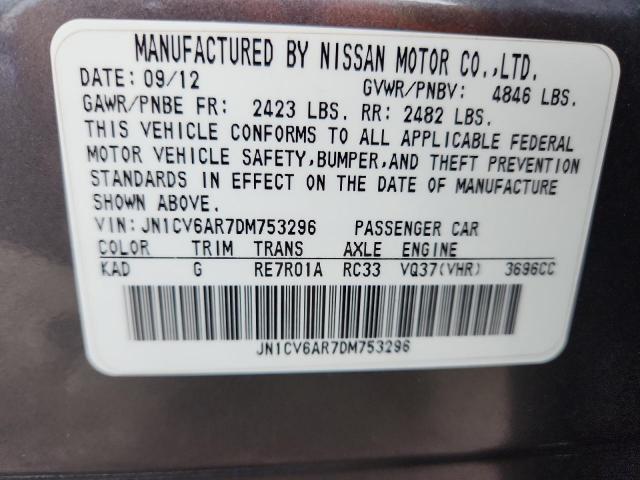 MANUFACTURED BY NISSAN MOTOR CO.,LTD.
DATE: 09/12 GVWR/PNBV: 4846 LBS.
GAWR/PNBE FR: 2423 LBS. RR: 2482 LBS.
THIS VEHICLE CONFORMS TO ALL APPLICABLE FEDERAL
MOTOR VEHICLE SAFETY,BUMPER,AND THEFT PREVENTION
STANDARDS IN EFFECT ON THE DATE OF MANUFACTURE
SHOWN ABOVE.
VIN:JN1CV6AR7DM753296 PASSENGER CAR
COLOR TRIM TRANS AXLE ENGINE
KAD G RE7R01A RC33 VQ37(VHR) 3696CC
JN1CV6AR7DM753296